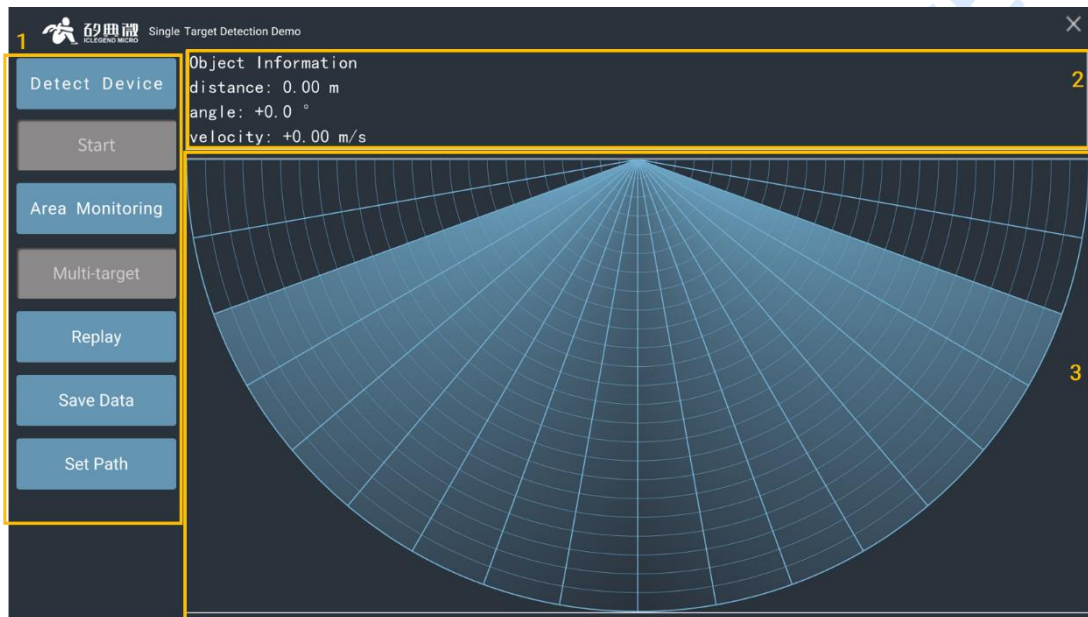 1
矽典微
ICLEGEND MICRO
Single Target Detection Demo
Detect Device
Start
Area Monitoring
Multi-target
Replay
Save Data
Set Path
Object Information
distance: 0.00 m
angle: +0.0 °
velocity: +0.00 m/s
2
3